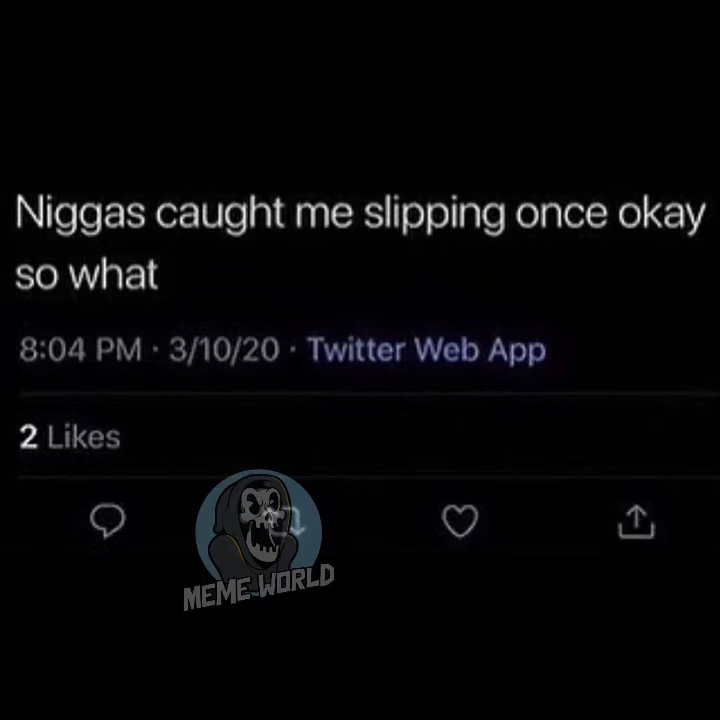 Niggas caught me slipping once okay
so what
8:04 PM · 3/10/20 · Twitter Web App
2 Likes
MEME WORLD